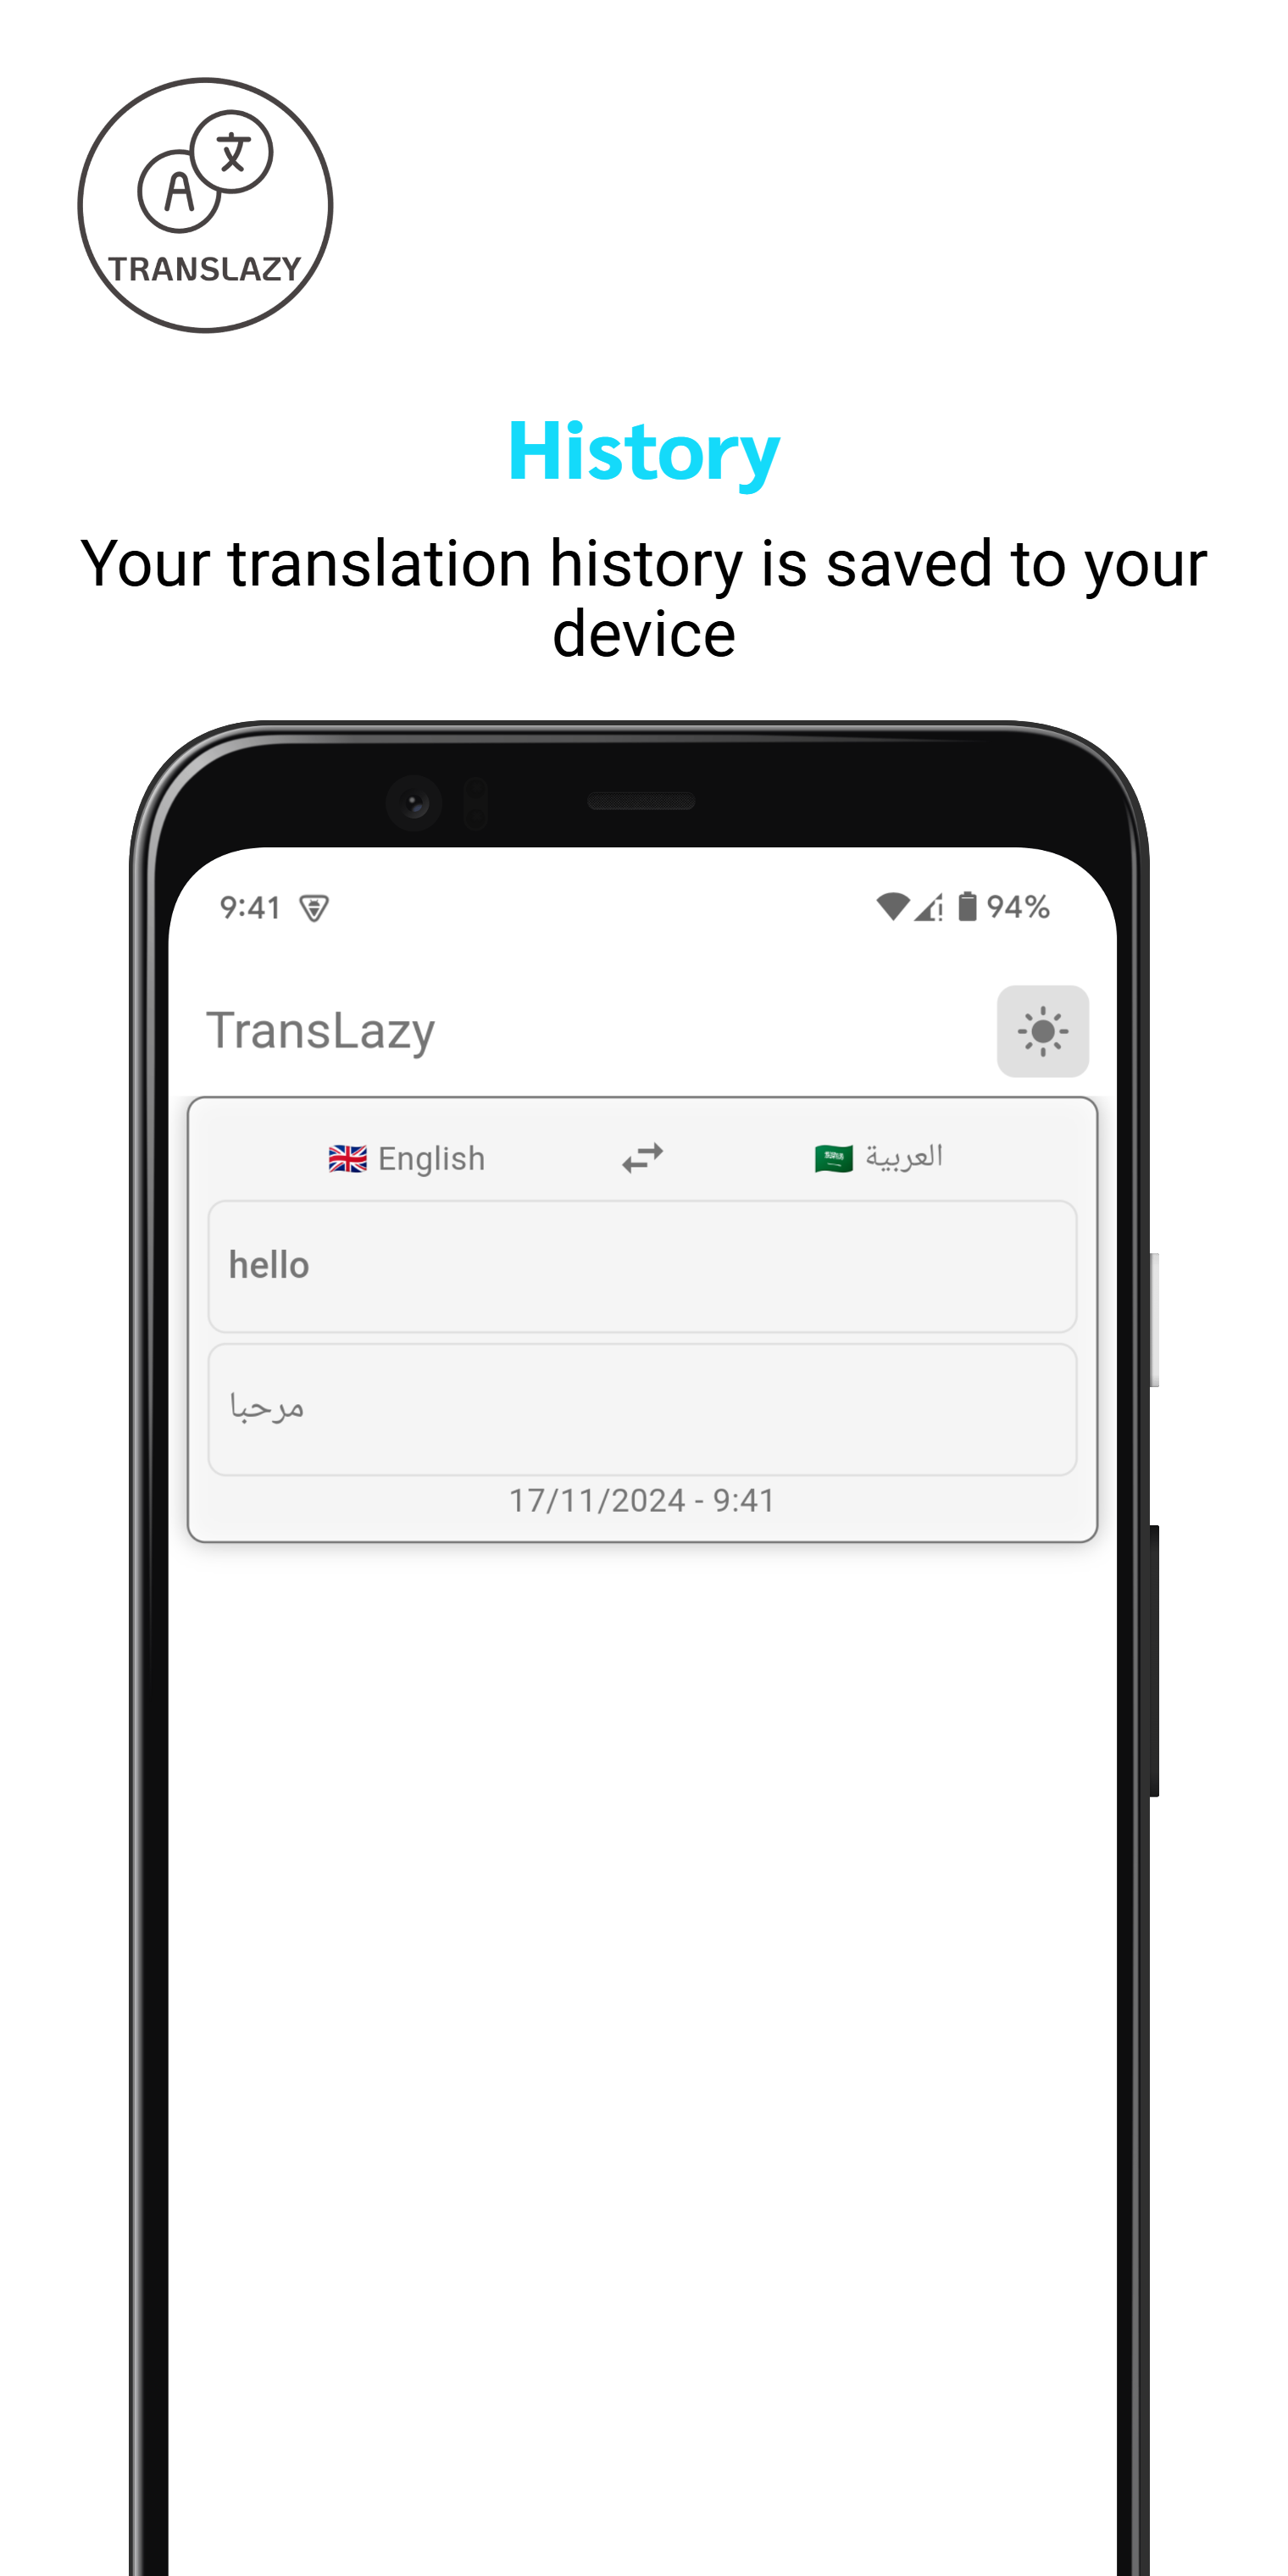 A 文
TRANSLAZY
History
Your translation history is saved to your
device
9:41 94%
TransLazy
English العربية
hello
مرحبا
17/11/2024 - 9:41